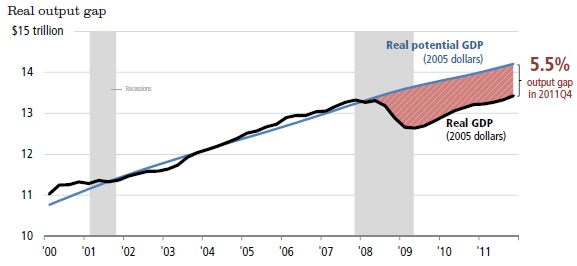 Real output gap
$15 trillion
14
13
12
11
10
Recessions
Real potential GDP
(2005 dollars)
5.5%
output gap
in 2011Q4
Real GDP
(2005 dollars)
'00 '01 '02 '03 '04 '05 '06 '07 '08 '09 '10 '11